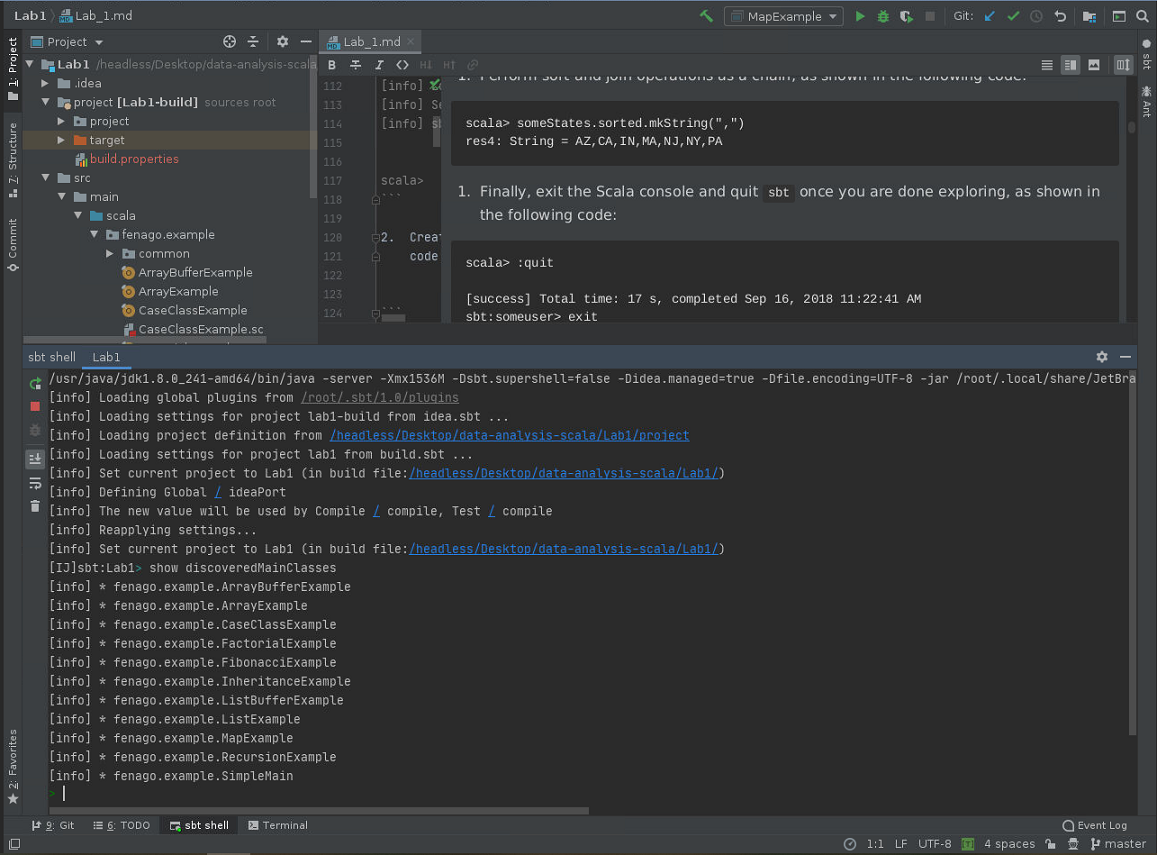 Lab1 Lab_1.md
MapExample
Git:
Project
Lab_1.md
1: Project
Z: Structure
Commit
2: Favorites
sbt
Ant
Lab1 /headless/Desktop/data-analysis-scala
.idea
project [Lab1-build] sources root
project
target
build.properties
src
main
scala
fenago.example
common
ArrayBufferExample
ArrayExample
CaseClassExample
CaseClassExample.sc
B I <> H↓ H↑
112 [info]
113 [info] So
114 [info] sb
115
116
117 scala>
118 ```
119
120 2. Creat
121 code
122
123
124 ```
1. Perform sort and join operations as a chain, as shown in the following code:
scala> someStates.sorted.mkString(",")
res4: String = AZ,CA,IN,MA,NJ,NY,PA
1. Finally, exit the Scala console and quit sbt once you are done exploring, as shown in
the following code:
scala> :quit
[success] Total time: 17 s, completed Sep 16, 2018 11:22:41 AM
sbt:someuser> exit
sbt shell Lab1
/usr/java/jdk1.8.0_241-amd64/bin/java -server -Xmx1536M -Dsbt.supershell=false -Didea.managed=true -Dfile.encoding=UTF-8 -jar /root/.local/share/JetBra
[info] Loading global plugins from /root/.sbt/1.0/plugins
[info] Loading settings for project lab1-build from idea.sbt ...
[info] Loading project definition from /headless/Desktop/data-analysis-scala/Lab1/project
[info] Loading settings for project lab1 from build.sbt ...
[info] Set current project to Lab1 (in build file:/headless/Desktop/data-analysis-scala/Lab1/)
[info] Defining Global / ideaPort
[info] The new value will be used by Compile / compile, Test / compile
[info] Reapplying settings...
[info] Set current project to Lab1 (in build file:/headless/Desktop/data-analysis-scala/Lab1/)
[IJ]sbt:Lab1> show discoveredMainClasses
[info] * fenago.example.ArrayBufferExample
[info] * fenago.example.ArrayExample
[info] * fenago.example.CaseClassExample
[info] * fenago.example.FactorialExample
[info] * fenago.example.FibonacciExample
[info] * fenago.example.InheritanceExample
[info] * fenago.example.ListBufferExample
[info] * fenago.example.ListExample
[info] * fenago.example.MapExample
[info] * fenago.example.RecursionExample
[info] * fenago.example.SimpleMain
>
9: Git 6: TODO sbt shell Terminal Event Log
1:1 LF UTF-8 4 spaces master